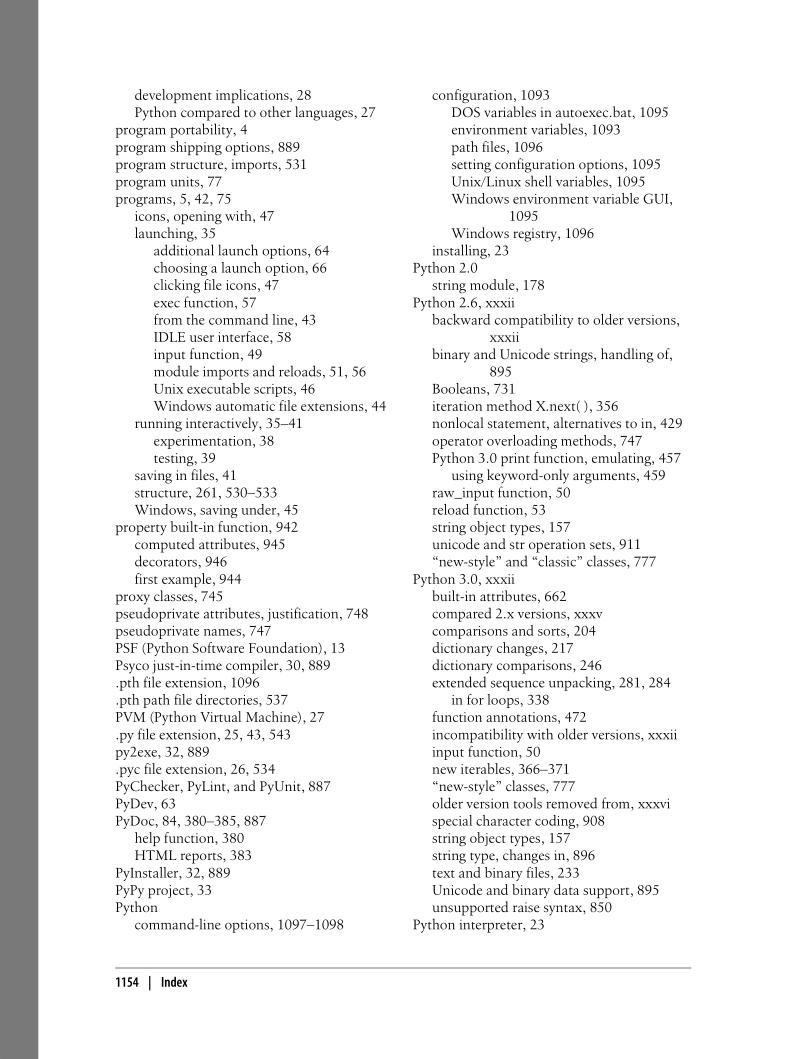 development implications, 28
Python compared to other languages, 27
program portability, 4
program shipping options, 889
program structure, imports, 531
program units, 77
programs, 5, 42, 75
icons, opening with, 47
launching, 35
additional launch options, 64
choosing a launch option, 66
clicking file icons, 47
exec function, 57
from the command line, 43
IDLE user interface, 58
input function, 49
module imports and reloads, 51, 56
Unix executable scripts, 46
Windows automatic file extensions, 44
running interactively, 35–41
experimentation, 38
testing, 39
saving in files, 41
structure, 261, 530–533
Windows, saving under, 45
property built-in function, 942
computed attributes, 945
decorators, 946
first example, 944
proxy classes, 745
pseudoprivate attributes, justification, 748
pseudoprivate names, 747
PSF (Python Software Foundation), 13
Psyco just-in-time compiler, 30, 889
.pth file extension, 1096
.pth path file directories, 537
PVM (Python Virtual Machine), 27
.py file extension, 25, 43, 543
py2exe, 32, 889
.pyc file extension, 26, 534
PyChecker, PyLint, and PyUnit, 887
PyDev, 63
PyDoc, 84, 380–385, 887
help function, 380
HTML reports, 383
PyInstaller, 32, 889
PyPy project, 33
Python
command-line options, 1097–1098
configuration, 1093
DOS variables in autoexec.bat, 1095
environment variables, 1093
path files, 1096
setting configuration options, 1095
Unix/Linux shell variables, 1095
Windows environment variable GUI,
1095
Windows registry, 1096
installing, 23
Python 2.0
string module, 178
Python 2.6, xxxii
backward compatibility to older versions,
xxxii
binary and Unicode strings, handling of,
895
Booleans, 731
iteration method X.next( ), 356
nonlocal statement, alternatives to in, 429
operator overloading methods, 747
Python 3.0 print function, emulating, 457
using keyword-only arguments, 459
raw_input function, 50
reload function, 53
string object types, 157
unicode and str operation sets, 911
“new-style” and “classic” classes, 777
Python 3.0, xxxii
built-in attributes, 662
compared 2.x versions, xxxv
comparisons and sorts, 204
dictionary changes, 217
dictionary comparisons, 246
extended sequence unpacking, 281, 284
in for loops, 338
function annotations, 472
incompatibility with older versions, xxxii
input function, 50
new iterables, 366–371
“new-style” classes, 777
older version tools removed from, xxxvi
special character coding, 908
string object types, 157
string type, changes in, 896
text and binary files, 233
Unicode and binary data support, 895
unsupported raise syntax, 850
Python interpreter, 23
1154 | Index